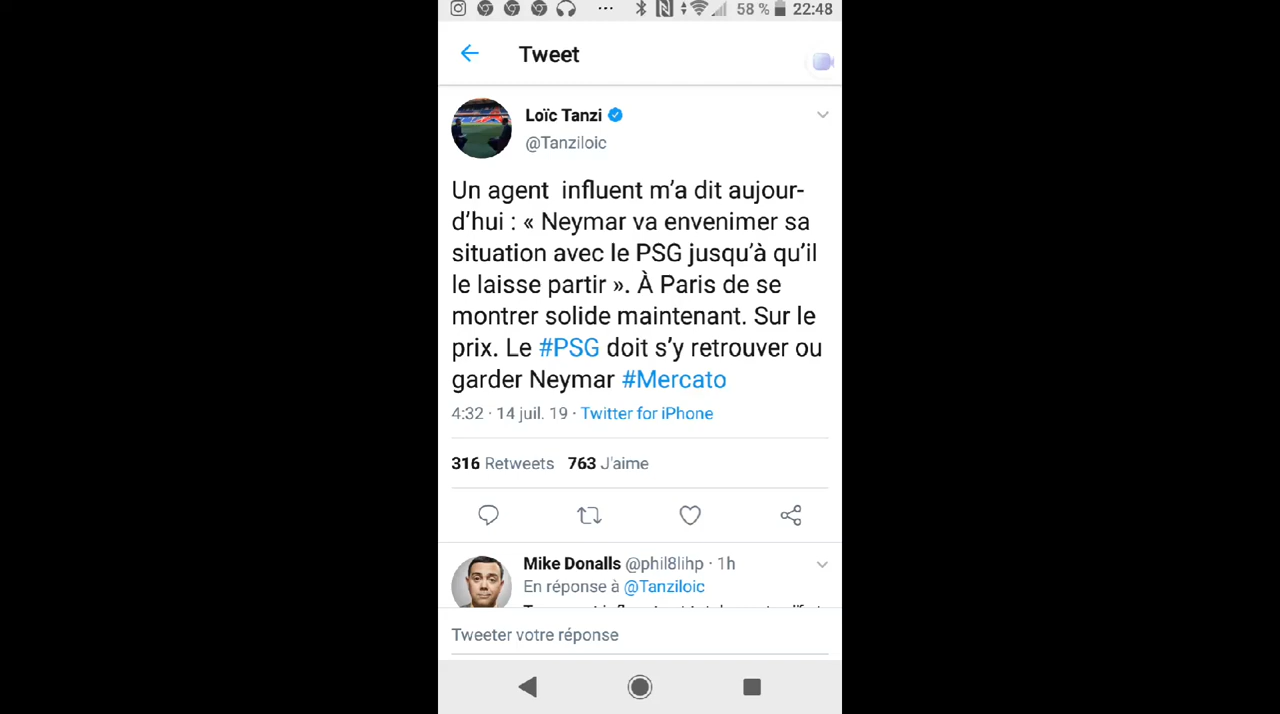 58 % 22:48
Tweet
Loïc Tanzi
@Tanziloic
Un agent influent m'a dit aujour-
d'hui : « Neymar va envenimer sa
situation avec le PSG jusqu'à qu'il
le laisse partir ». À Paris de se
montrer solide maintenant. Sur le
prix. Le #PSG doit s'y retrouver ou
garder Neymar #Mercato
4:32 · 14 juil. 19 · Twitter for iPhone
316 Retweets 763 J'aime
Mike Donalls @phil8lihp · 1h
En réponse à @Tanziloic
Tweeter votre réponse